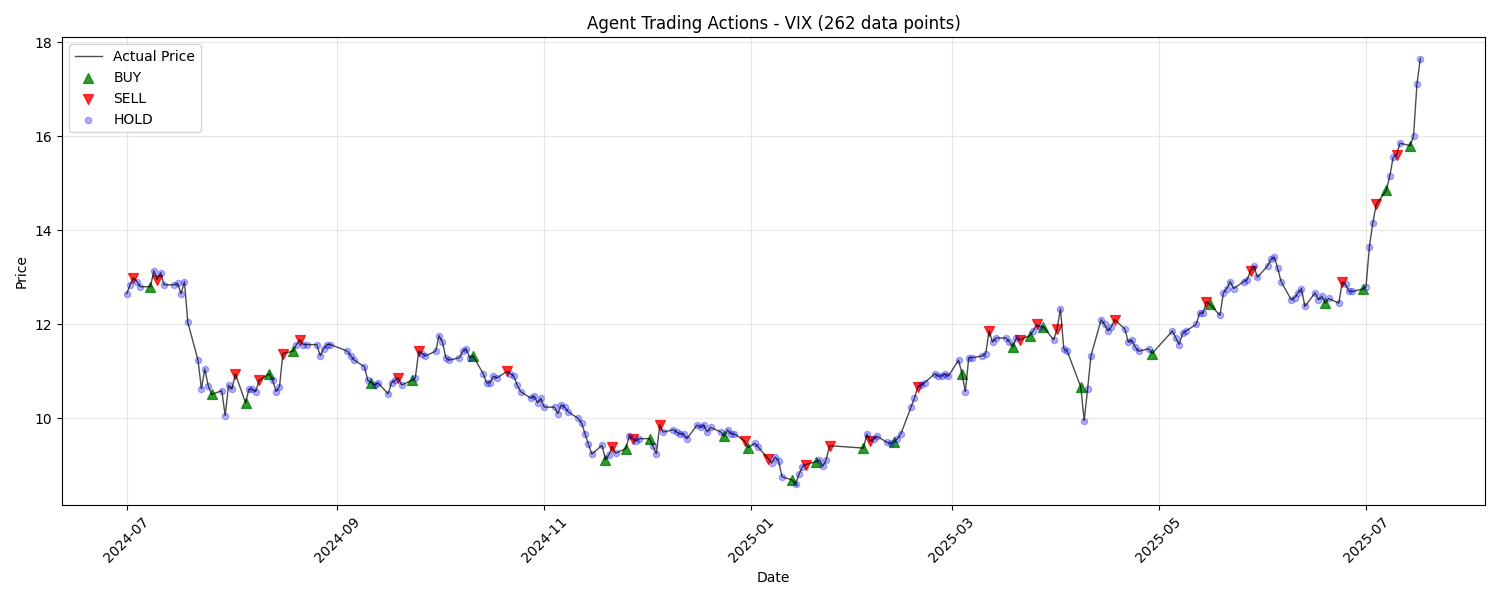 Agent Trading Actions - VIX (262 data points)
Actual Price
BUY
SELL
HOLD
Price
18
16
14
12
10
2024-07
2024-09
2024-11
2025-01
2025-03
2025-05
2025-07
Date